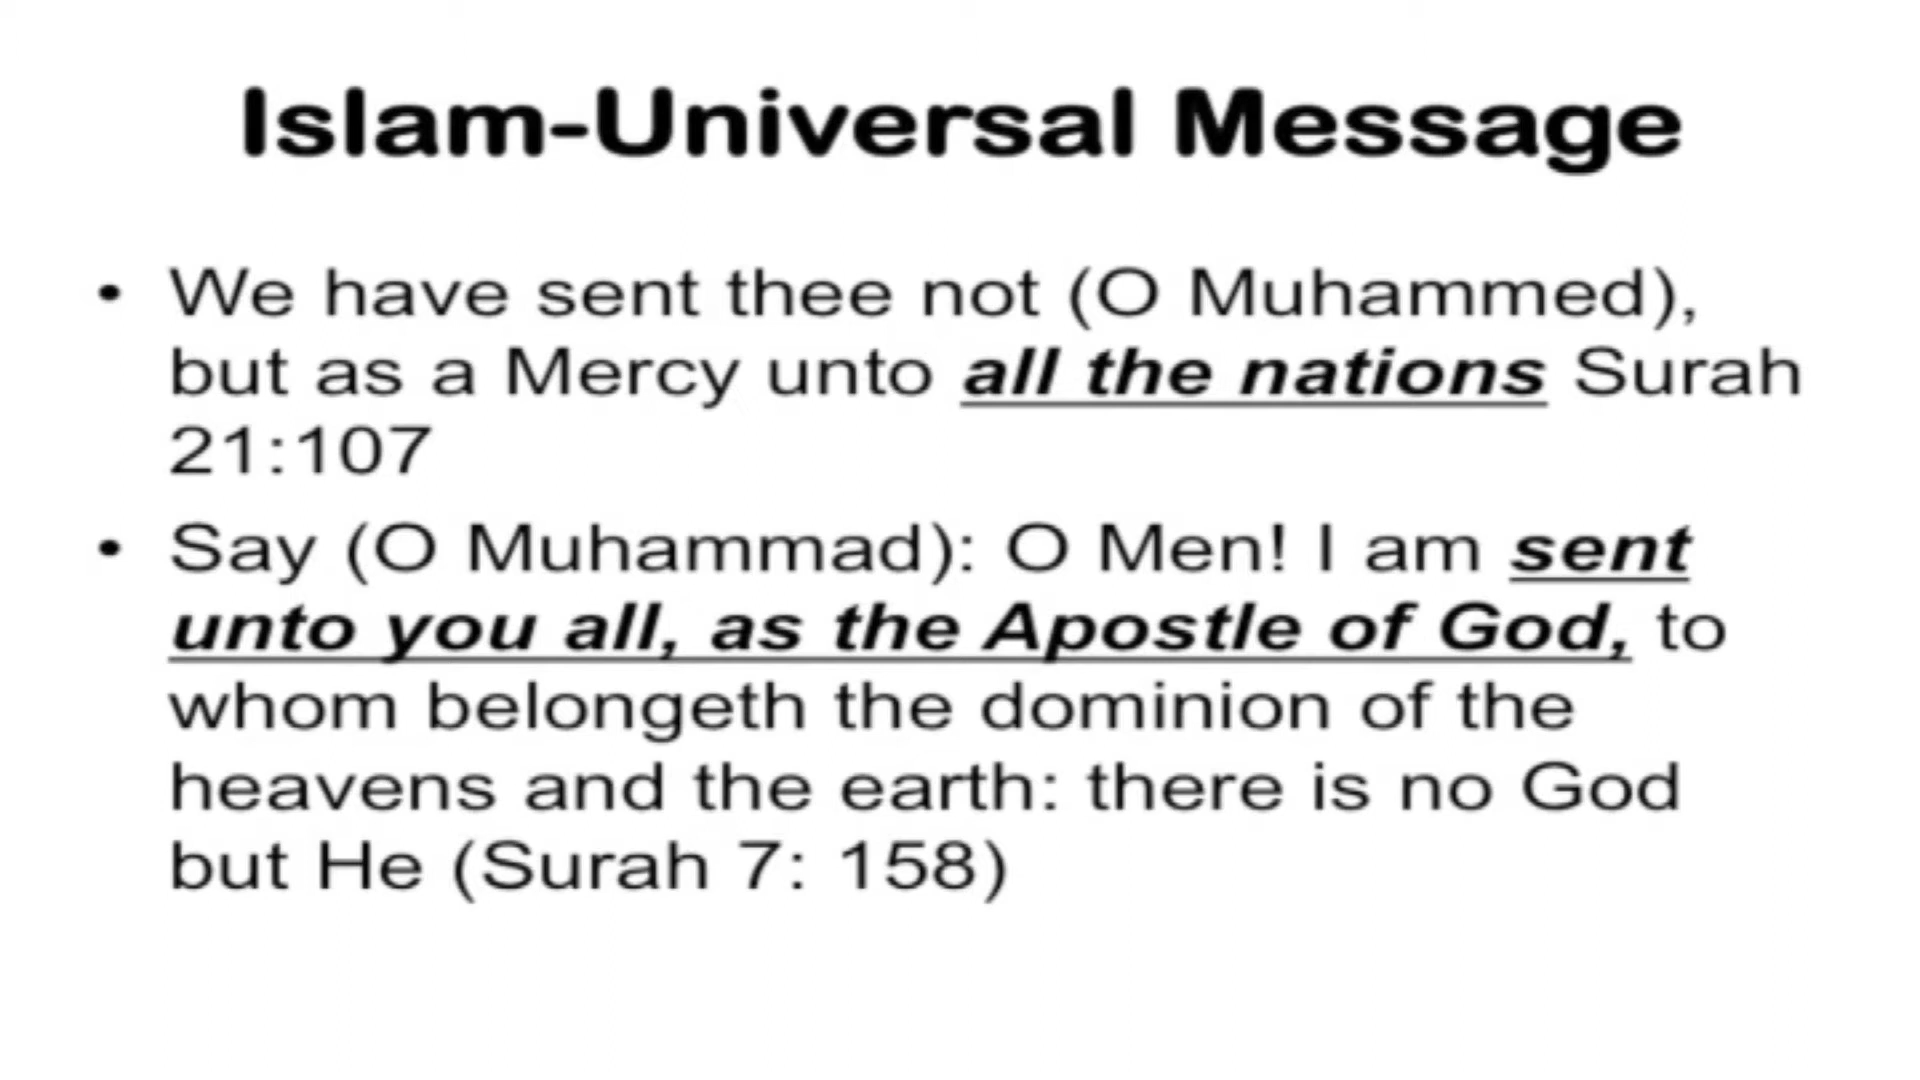 Islam-Universal Message
• We have sent thee not (O Muhammed),
but as a Mercy unto all the nations Surah
21:107
• Say (O Muhammad): O Men! I am sent
unto you all, as the Apostle of God, to
whom belongeth the dominion of the
heavens and the earth: there is no God
but He (Surah 7: 158)